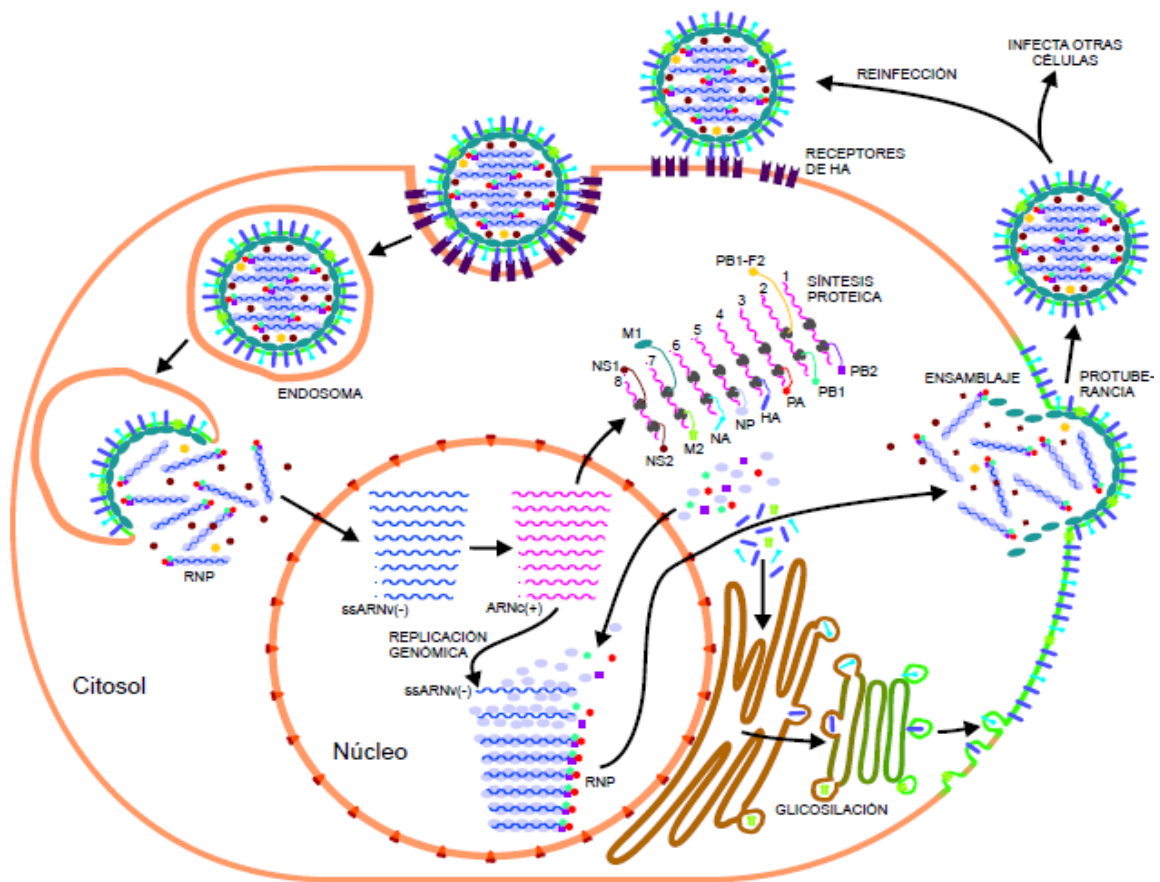 INFECTA OTRAS
CÉLULAS
REINFECCIÓN
RECEPTORES
DE HA
ENDOSOMA
PB1-F2
1
2
3
4
.5
.6
.7
8
SÍNTESIS
PROTEICA
M1
NS1
NS2
M2
NA
NP
HA
PA
PB1
PB2
ENSAMBLAJE
PROTUBE-
RANCIA
RNP
ssARNv(-)
ARNc(+)
REPLICACIÓN
GENÓMICA
ssARNv(-)
Citosol
Núcleo
RNP
GLICOSILACIÓN